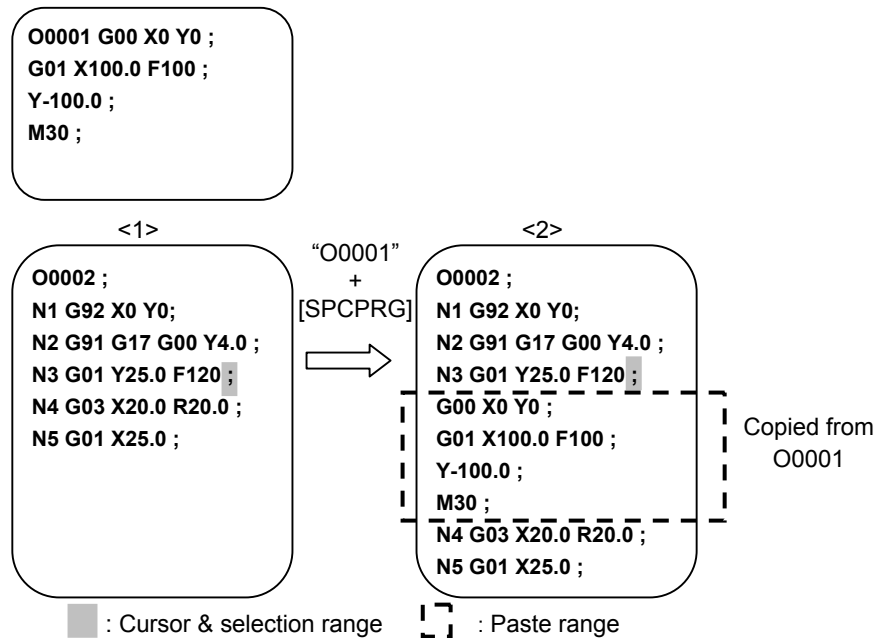 O0001 G00 X0 Y0 ;
G01 X100.0 F100 ;
Y-100.0 ;
M30 ;
<1>
O0002 ;
N1 G92 X0 Y0;
N2 G91 G17 G00 Y4.0 ;
N3 G01 Y25.0 F120 ;
N4 G03 X20.0 R20.0 ;
N5 G01 X25.0 ;
“O0001”
+
[SPCPRG]
<2>
O0002 ;
N1 G92 X0 Y0;
N2 G91 G17 G00 Y4.0 ;
N3 G01 Y25.0 F120 ;
G00 X0 Y0 ;
G01 X100.0 F100 ;
Y-100.0 ;
M30 ;
N4 G03 X20.0 R20.0 ;
N5 G01 X25.0 ;
Copied from
O0001
: Cursor & selection range
: Paste range